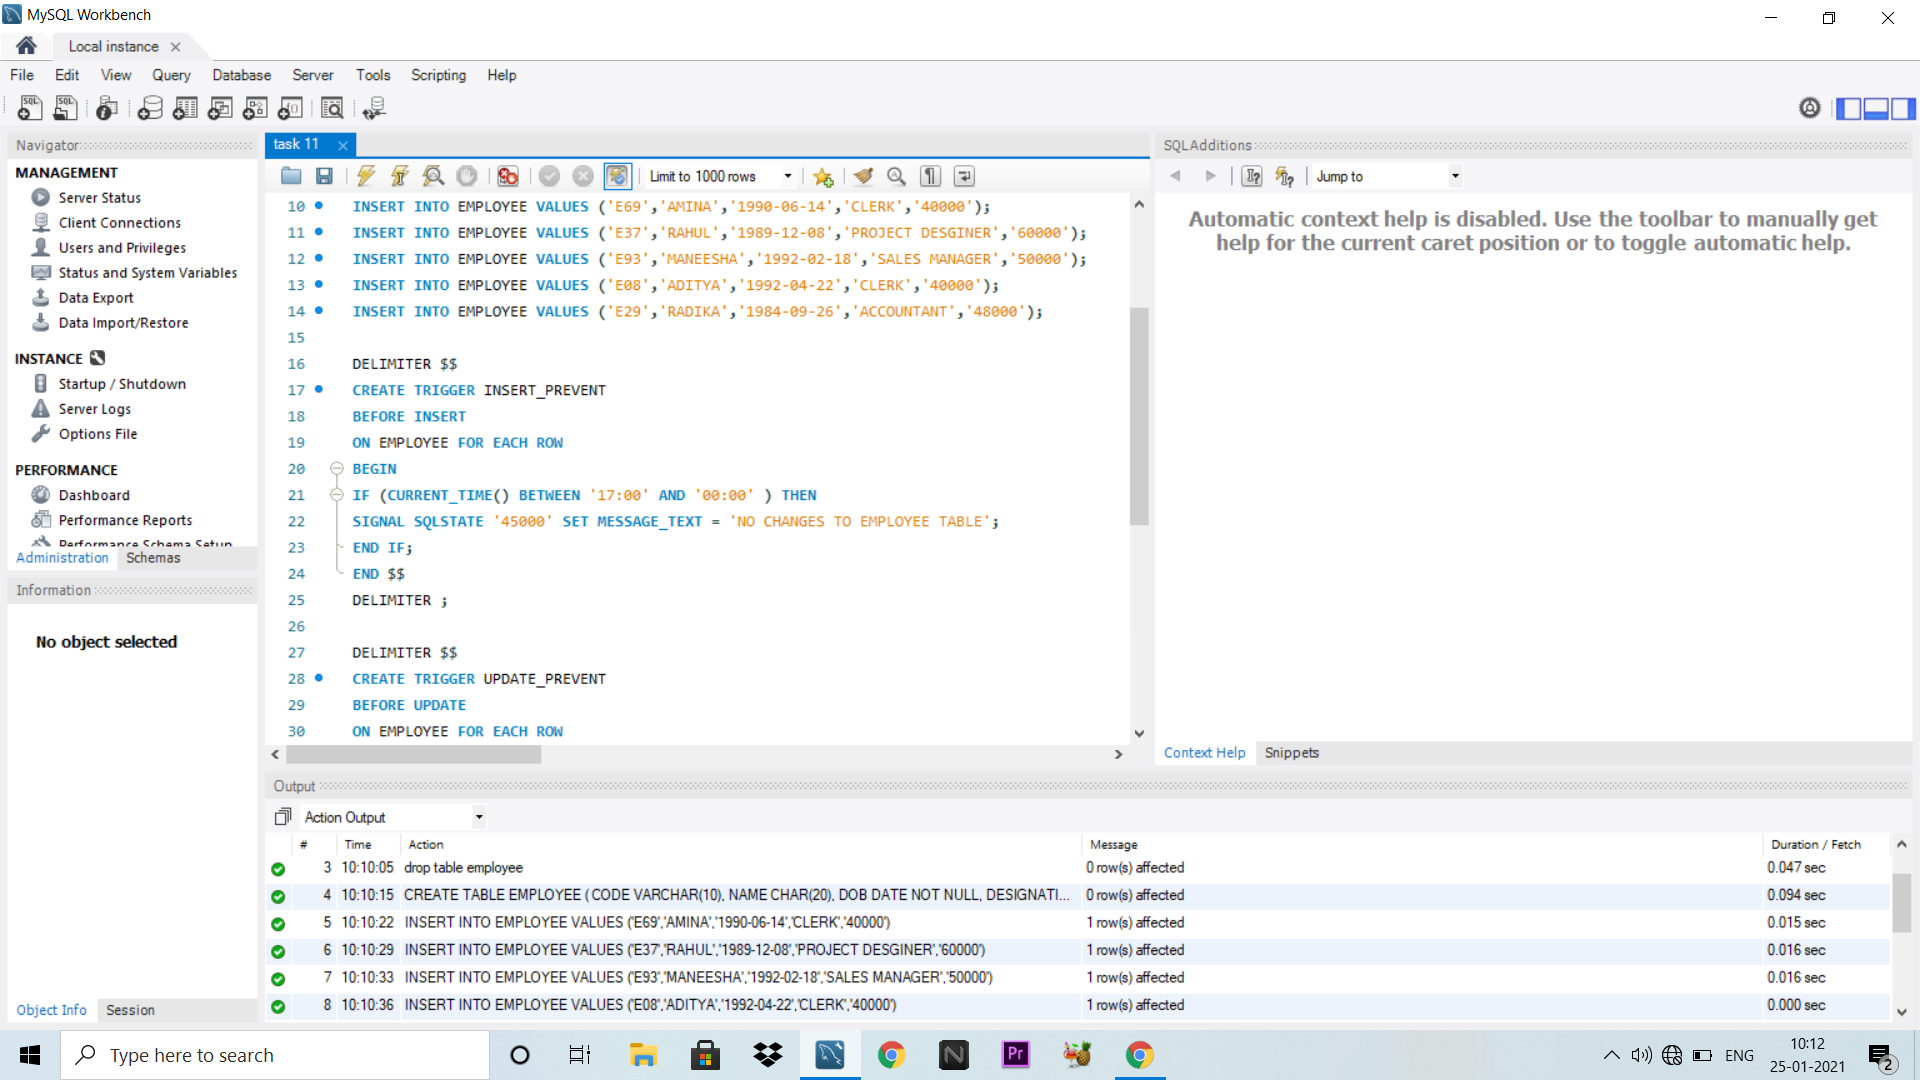 MySQL Workbench
Local instance
File Edit View Query Database Server Tools Scripting Help
Navigator
MANAGEMENT
Server Status
Client Connections
Users and Privileges
Status and System Variables
Data Export
Data Import/Restore
INSTANCE
Startup / Shutdown
Server Logs
Options File
PERFORMANCE
Dashboard
Performance Reports
Performance Schema Setup
Administration Schemas
Information
No object selected
Object Info Session
task 11
Limit to 1000 rows
10 INSERT INTO EMPLOYEE VALUES ('E69','AMINA','1990-06-14','CLERK','40000');
11 INSERT INTO EMPLOYEE VALUES ('E37','RAHUL','1989-12-08','PROJECT DESGINER','60000');
12 INSERT INTO EMPLOYEE VALUES ('E93','MANEESHA','1992-02-18','SALES MANAGER','50000');
13 INSERT INTO EMPLOYEE VALUES ('E08','ADITYA','1992-04-22','CLERK','40000');
14 INSERT INTO EMPLOYEE VALUES ('E29','RADIKA','1984-09-26','ACCOUNTANT','48000');
15
16 DELIMITER $$
17 CREATE TRIGGER INSERT_PREVENT
18 BEFORE INSERT
19 ON EMPLOYEE FOR EACH ROW
20 BEGIN
21 IF (CURRENT_TIME() BETWEEN '17:00' AND '00:00' ) THEN
22 SIGNAL SQLSTATE '45000' SET MESSAGE_TEXT = 'NO CHANGES TO EMPLOYEE TABLE';
23 END IF;
24 END $$
25 DELIMITER ;
26
27 DELIMITER $$
28 CREATE TRIGGER UPDATE_PREVENT
29 BEFORE UPDATE
30 ON EMPLOYEE FOR EACH ROW
SQLAdditions
Jump to
Automatic context help is disabled. Use the toolbar to manually get
help for the current caret position or to toggle automatic help.
Context Help Snippets
Output
Action Output
# Time Action Message Duration / Fetch
3 10:10:05 drop table employee 0 row(s) affected 0.047 sec
4 10:10:15 CREATE TABLE EMPLOYEE ( CODE VARCHAR(10), NAME CHAR(20), DOB DATE NOT NULL, DESIGNATI... 0 row(s) affected 0.094 sec
5 10:10:22 INSERT INTO EMPLOYEE VALUES ('E69','AMINA','1990-06-14','CLERK','40000') 1 row(s) affected 0.015 sec
6 10:10:29 INSERT INTO EMPLOYEE VALUES ('E37','RAHUL','1989-12-08','PROJECT DESGINER','60000') 1 row(s) affected 0.016 sec
7 10:10:33 INSERT INTO EMPLOYEE VALUES ('E93','MANEESHA','1992-02-18','SALES MANAGER','50000') 1 row(s) affected 0.016 sec
8 10:10:36 INSERT INTO EMPLOYEE VALUES ('E08','ADITYA','1992-04-22','CLERK','40000') 1 row(s) affected 0.000 sec
Type here to search
Pr
ENG
10:12
25-01-2021
2